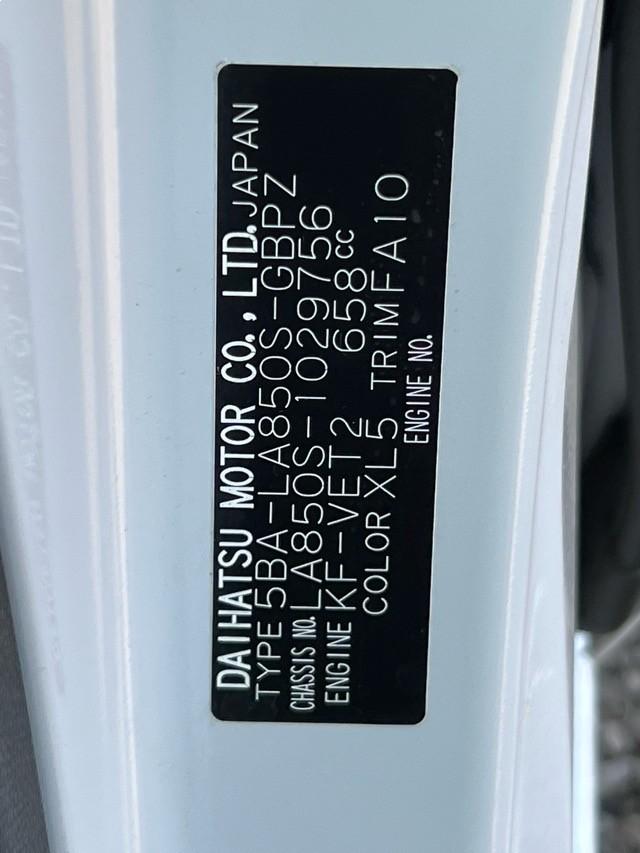 DAIHATSU MOTOR CO., LTD. JAPAN
TYPE 5BA-LA850S-GBPZ
CHASSIS NO. LA850S-1029756
ENGINE KF-VET2 658cc
COLOR XL5 TRIM FA10
ENGINE NO.